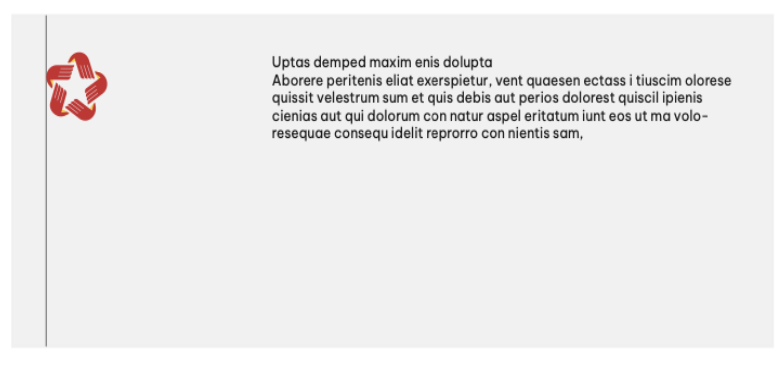 Uptas demped maxim enis dolupta
Aborere peritenis eliat exerspietur, vent quaesen ectass i tiuscim olorese
quissit velestrum sum et quis debis aut perios dolorest quiscil ipienis
cienias aut qui dolorum con natur aspel eritatum iunt eos ut ma volo-
resequae consequ idelit reprorro con nientis sam,